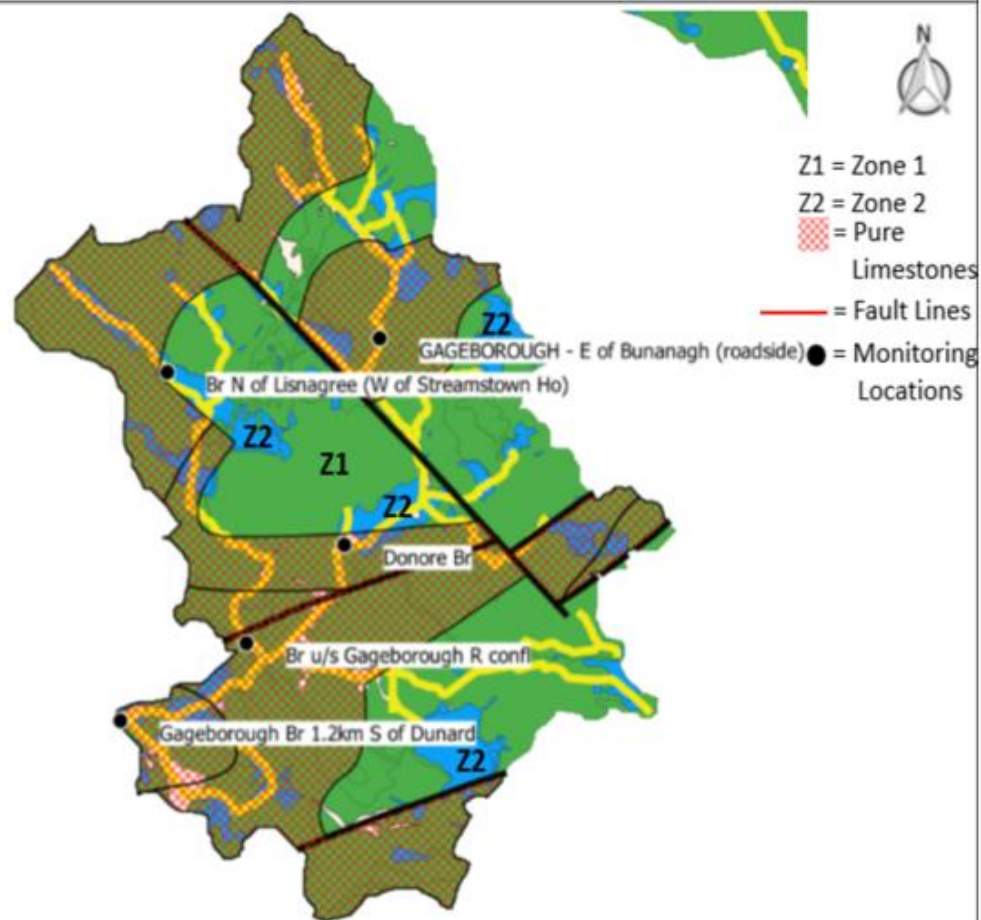 N
Z1 = Zone 1
Z2 = Zone 2
= Pure
Limestones
= Fault Lines
= Monitoring
Locations
Z2
GAGEBOROUGH - E of Bunanagh (roadside)
Br N of Lisnagree (W of Streamstown Ho)
Z2
Z1
Z2
Donore Br
Br u/s Gageborough R confl
Gageborough Br 1.2km S of Dunard
Z2